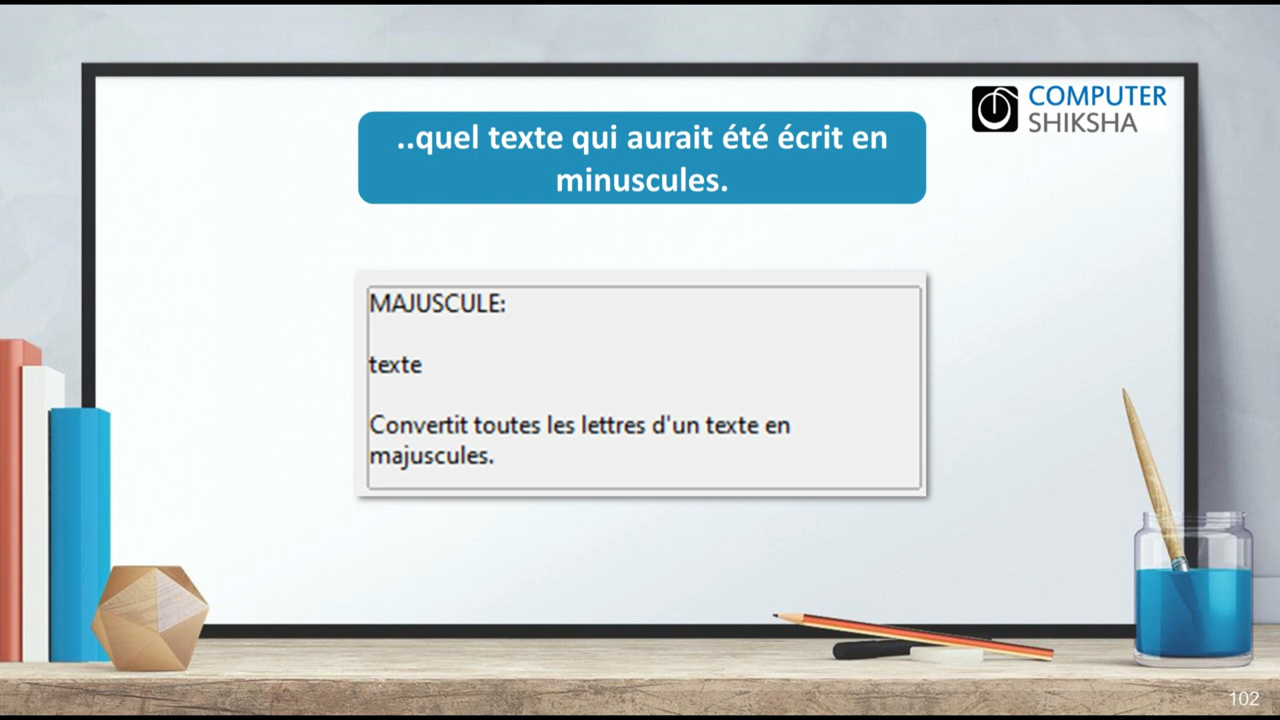 COMPUTER
SHIKSHA
..quel texte qui aurait été écrit en
minuscules.
MAJUSCULE:
texte
Convertit toutes les lettres d'un texte en
majuscules.
102